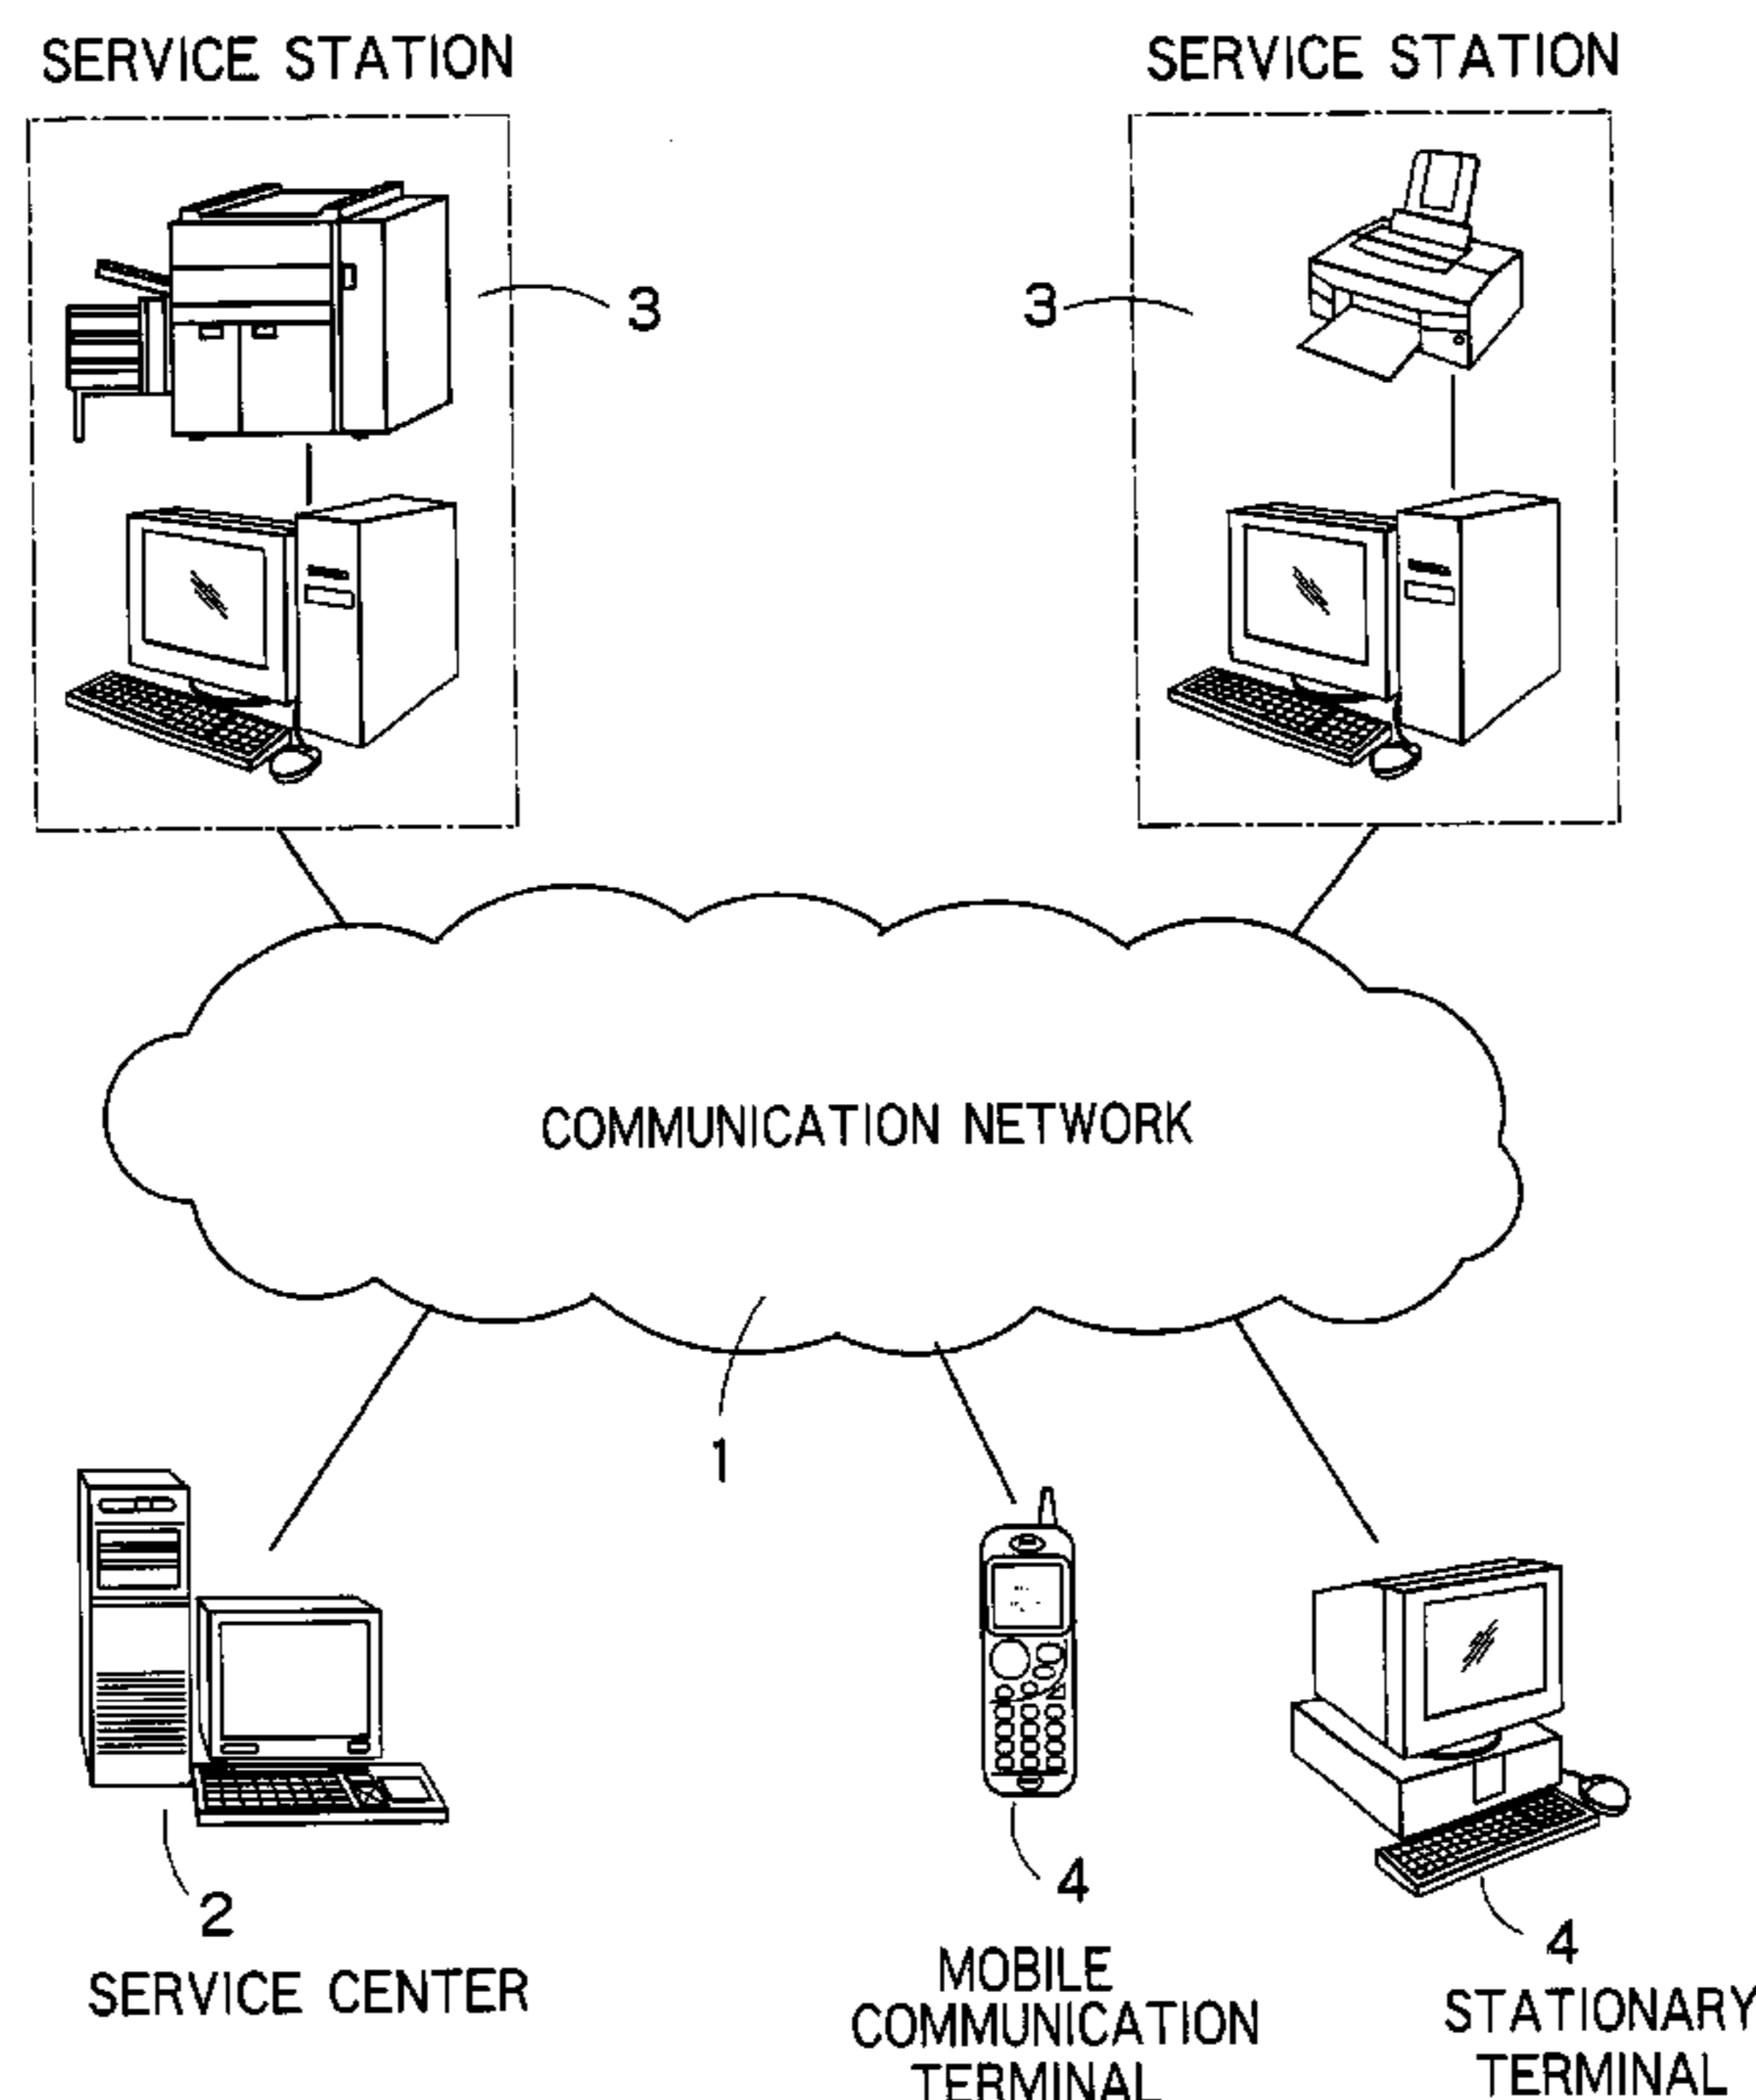 SERVICE STATION
SERVICE STATION
3
3
COMMUNICATION NETWORK
1
2
SERVICE CENTER
4
MOBILE
COMMUNICATION
TERMINAL
4
STATIONARY
TERMINAL